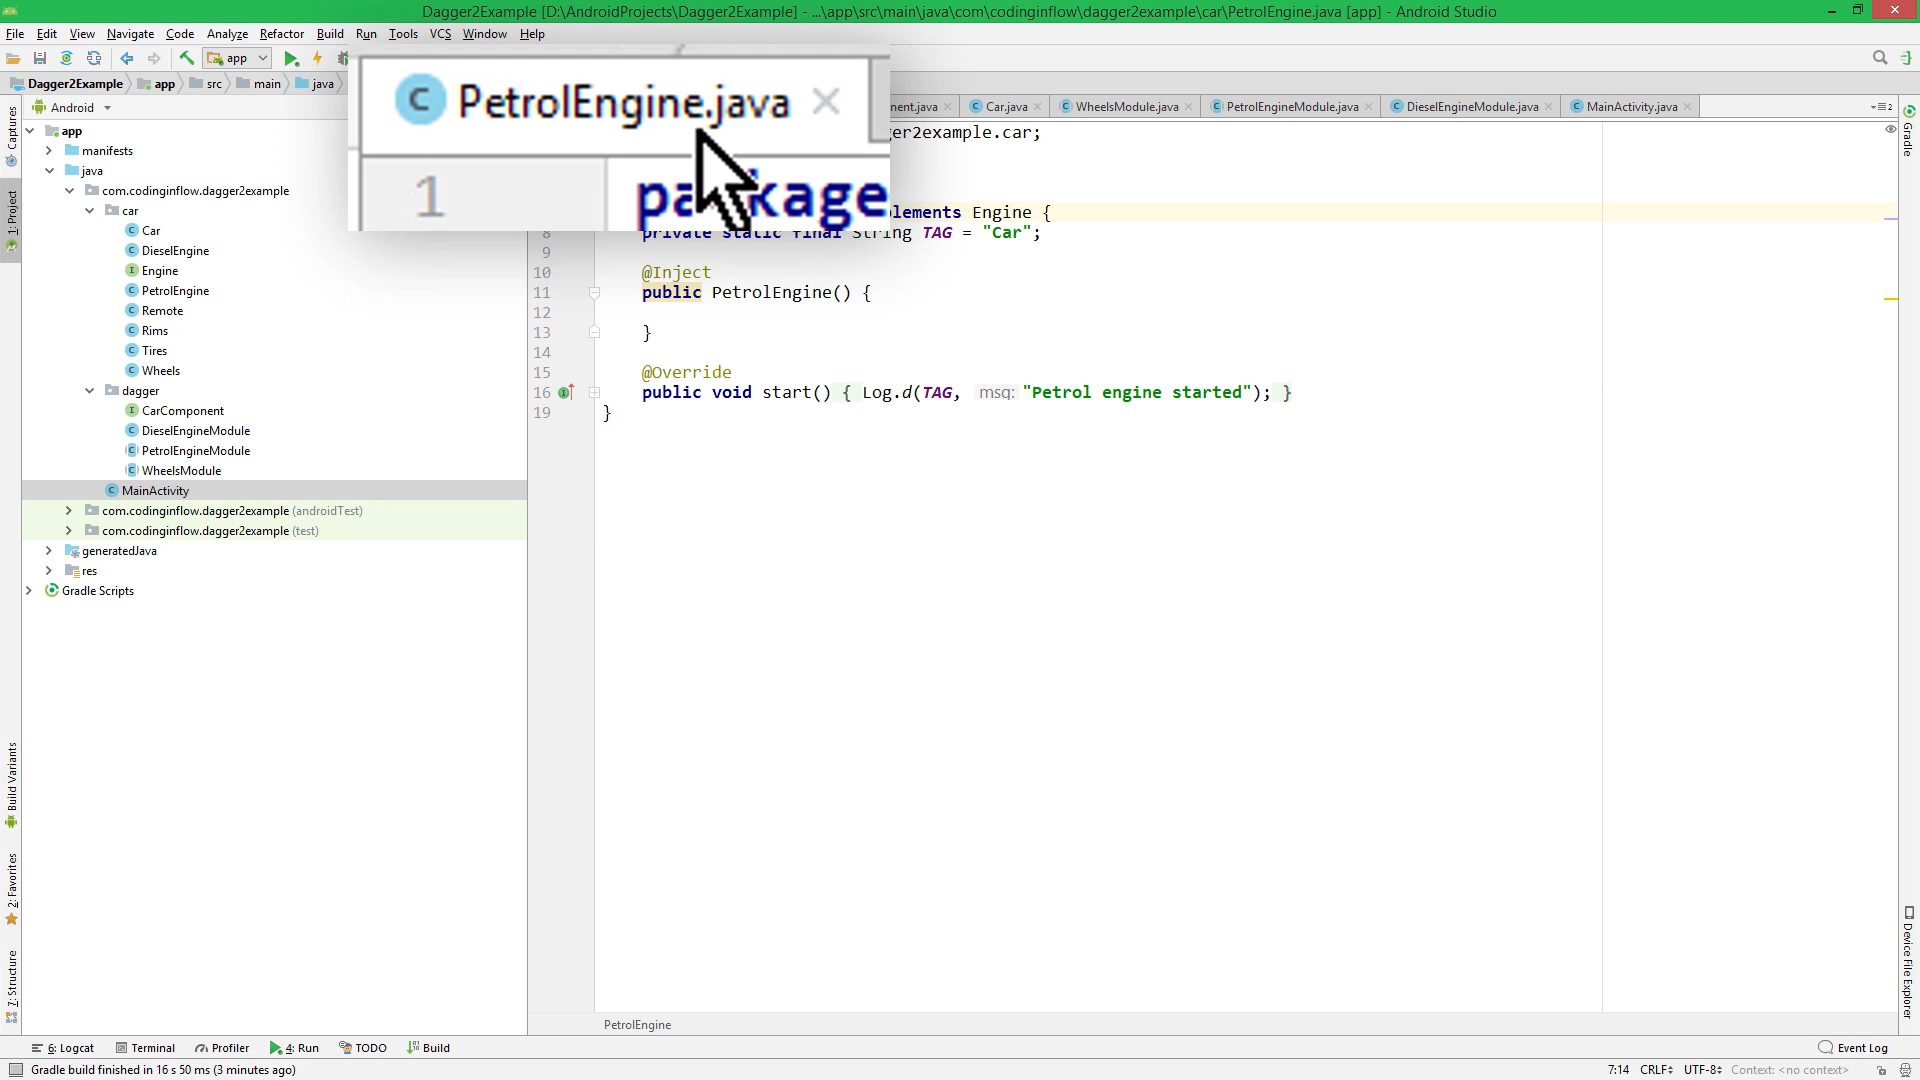 Dagger2Example [D:\AndroidProjects\Dagger2Example] - ...\app\src\main\java\com\codinginflow\dagger2example\car\PetrolEngine.java [app] - Android Studio
File Edit View Navigate Code Analyze Refactor Build Run Tools VCS Window Help
app
Dagger2Example app src main java
PetrolEngine.java
1 package
nent.java Car.java WheelsModule.java PetrolEngineModule.java DieselEngineModule.java MainActivity.java
2
Android
app
manifests
java
com.codinginflow.dagger2example
car
Car
DieselEngine
Engine
PetrolEngine
Remote
Rims
Tires
Wheels
dagger
CarComponent
DieselEngineModule
PetrolEngineModule
WheelsModule
MainActivity
com.codinginflow.dagger2example (androidTest)
com.codinginflow.dagger2example (test)
generatedJava
res
Gradle Scripts
Captures
1: Project
Build Variants
2: Favorites
7: Structure
ger2example.car;
lements Engine {
8 private static final String TAG = "Car";
9
10 @Inject
11 public PetrolEngine() {
12
13 }
14
15 @Override
16 public void start() { Log.d(TAG, msg: "Petrol engine started"); }
19 }
Gradle
Device File Explorer
PetrolEngine
6: Logcat Terminal Profiler 4: Run TODO Build Event Log
Gradle build finished in 16 s 50 ms (3 minutes ago) 7:14 CRLF UTF-8 Context: <no context>